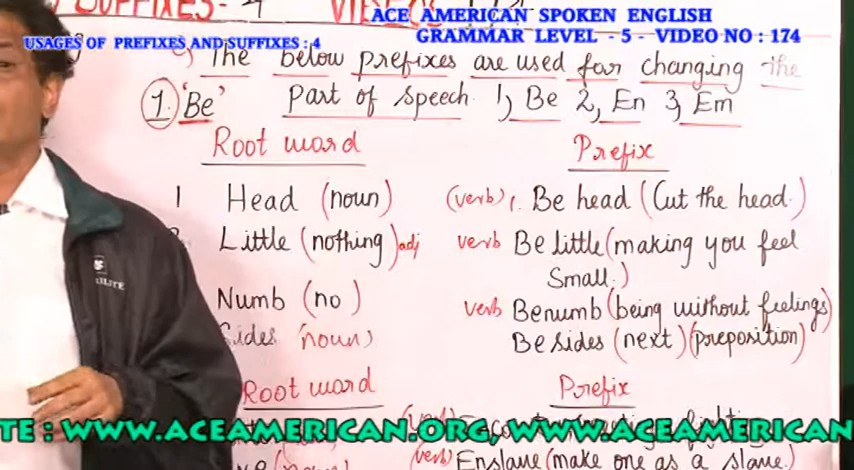 SUFFIXES - 4 VIDEOS
ACE AMERICAN SPOKEN ENGLISH
GRAMMAR LEVEL - 5 - VIDEO NO : 174
USAGES OF PREFIXES AND SUFFIXES : 4
The below prefixes are used for changing the
1. 'Be' Part of Speech 1, Be 2, En 3, Em
Root word Prefix
1 Head (noun) (verb) 1. Be head (Cut the head.)
Little (nothing) adj verb Be little (making you feel
Small.)
Numb (no) verb Benumb (being without feelings)
Sides (noun) Be sides (next) (preposition)
Root word Prefix
TE : WWW.ACEAMERICAN.ORG, WWW.ACEAMERICAN
(verb) Enslave (make one as a slave)